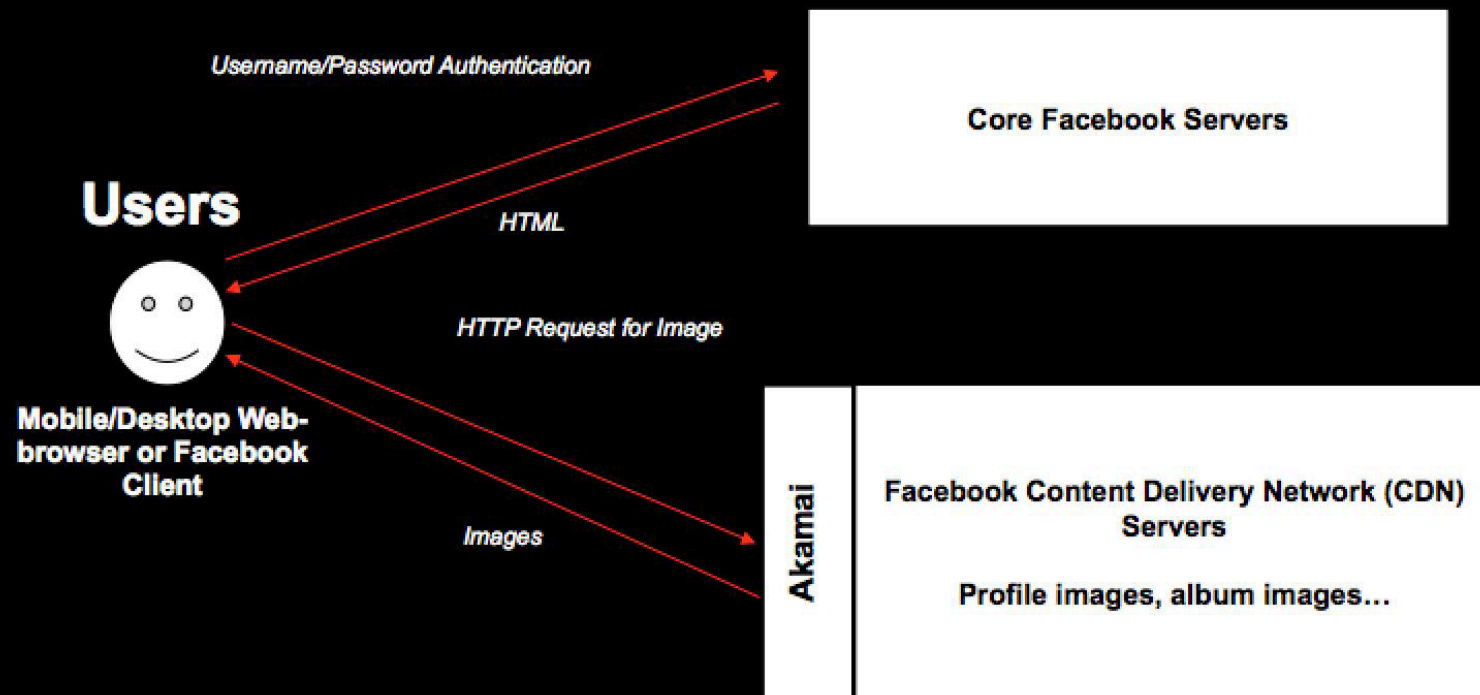 Username/Password Authentication
Core Facebook Servers
Users
HTML
HTTP Request for Image
Mobile/Desktop Web-
browser or Facebook
Client
Akamai
Facebook Content Delivery Network (CDN)
Servers
Images
Profile images, album images…